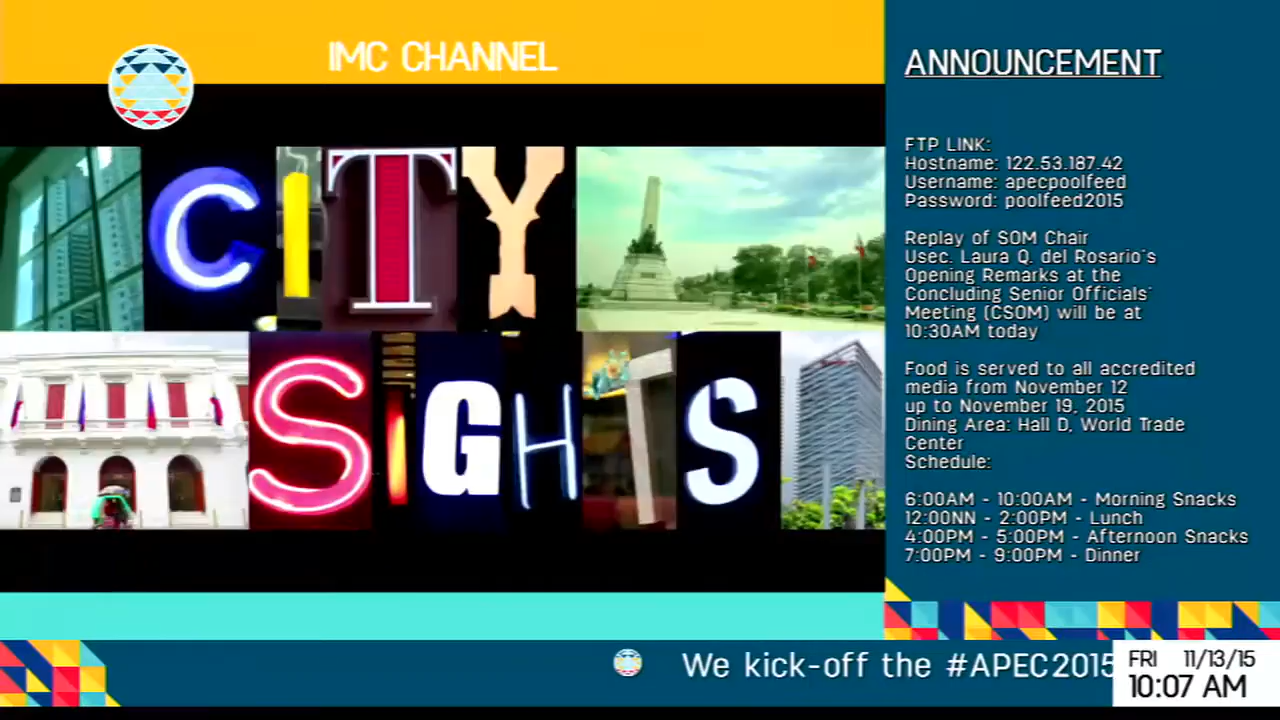 IMC CHANNEL
CiTY
SiGHTS
ANNOUNCEMENT
FTP LINK:
Hostname: 122.53.187.42
Username: apecpoolfeed
Password: poolfeed2015
Replay of SOM Chair
Usec. Laura Q. del Rosario's
Opening Remarks at the
Concluding Senior Officials'
Meeting (CSOM) will be at
10:30AM today
Food is served to all accredited
media from November 12
up to November 19, 2015
Dining Area: Hall D, World Trade
Center
Schedule:
6:00AM - 10:00AM - Morning Snacks
12:00NN - 2:00PM - Lunch
4:00PM - 5:00PM - Afternoon Snacks
7:00PM - 9:00PM - Dinner
We kick-off the #APEC2015
FRI 11/13/15
10:07 AM